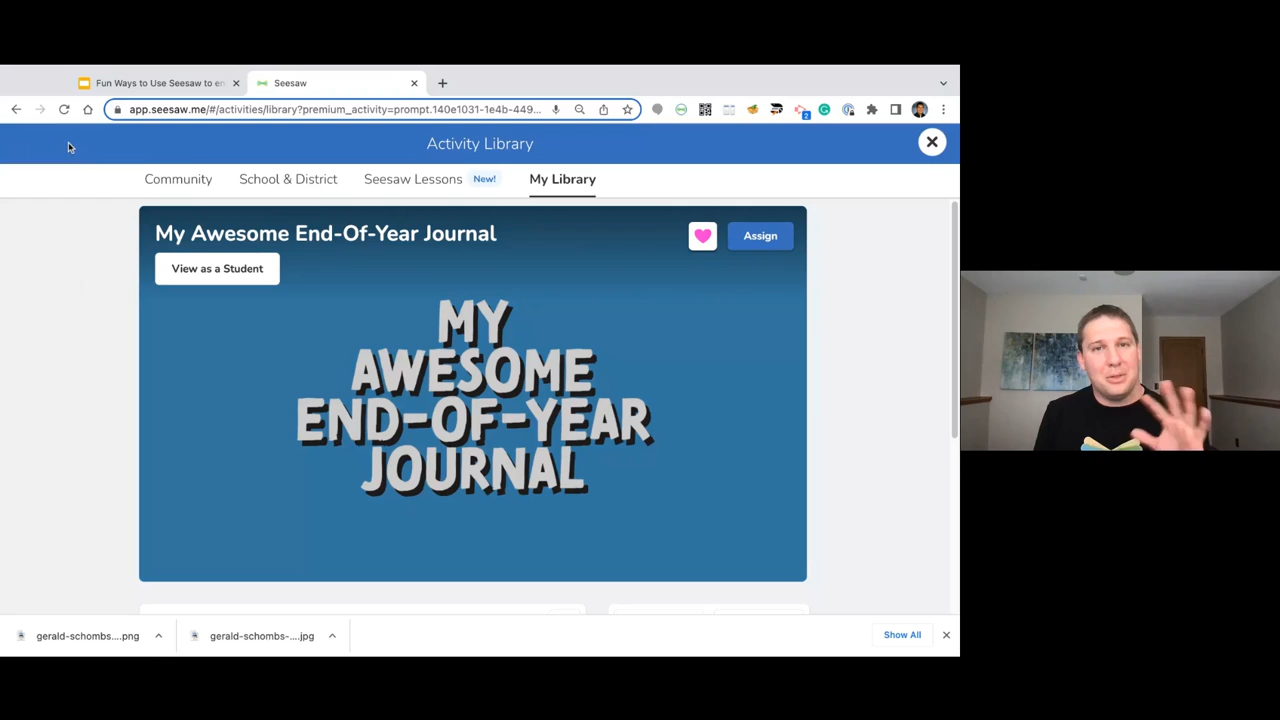 Fun Ways to Use Seesaw to en
Seesaw
app.seesaw.me/#/activities/library?premium_activity=prompt.140e1031-1e4b-449...
2
Activity Library
Community
School & District
Seesaw Lessons
New!
My Library
My Awesome End-Of-Year Journal
Assign
View as a Student
MY
AWESOME
END-OF-YEAR
JOURNAL
gerald-schombs....png
gerald-schombs-....jpg
Show All